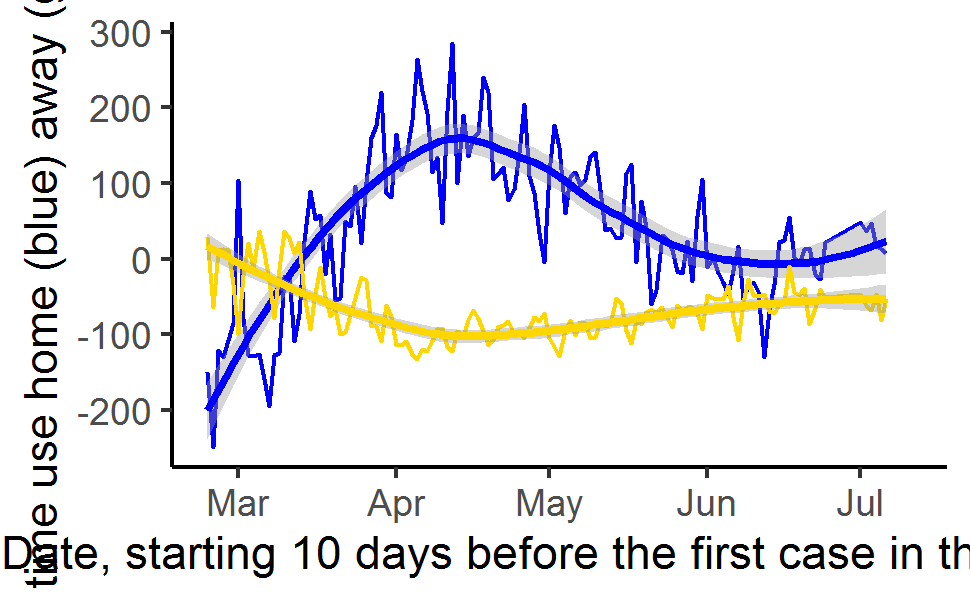 time use home (blue) away (g
300
200
100
0
-100
-200
Mar Apr May Jun Jul
Date, starting 10 days before the first case in th